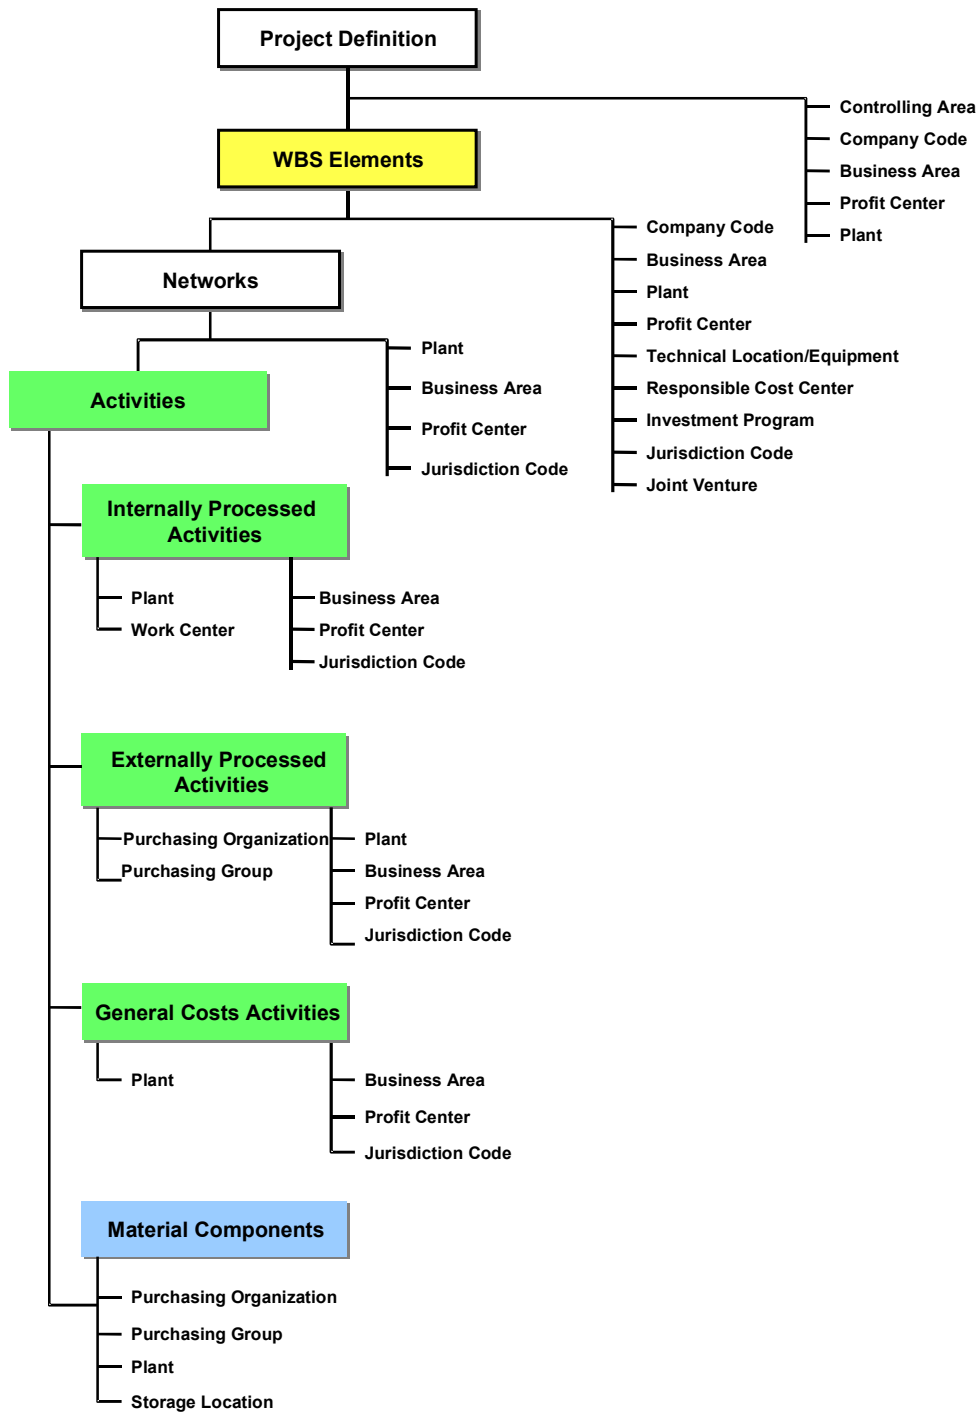 Project Definition
Controlling Area
Company Code
Business Area
Profit Center
Plant
WBS Elements
Company Code
Business Area
Plant
Profit Center
Technical Location/Equipment
Responsible Cost Center
Investment Program
Jurisdiction Code
Joint Venture
Networks
Plant
Business Area
Profit Center
Jurisdiction Code
Activities
Internally Processed
Activities
Plant
Work Center
Business Area
Profit Center
Jurisdiction Code
Externally Processed
Activities
Purchasing Organization
Purchasing Group
Plant
Business Area
Profit Center
Jurisdiction Code
General Costs Activities
Plant
Business Area
Profit Center
Jurisdiction Code
Material Components
Purchasing Organization
Purchasing Group
Plant
Storage Location